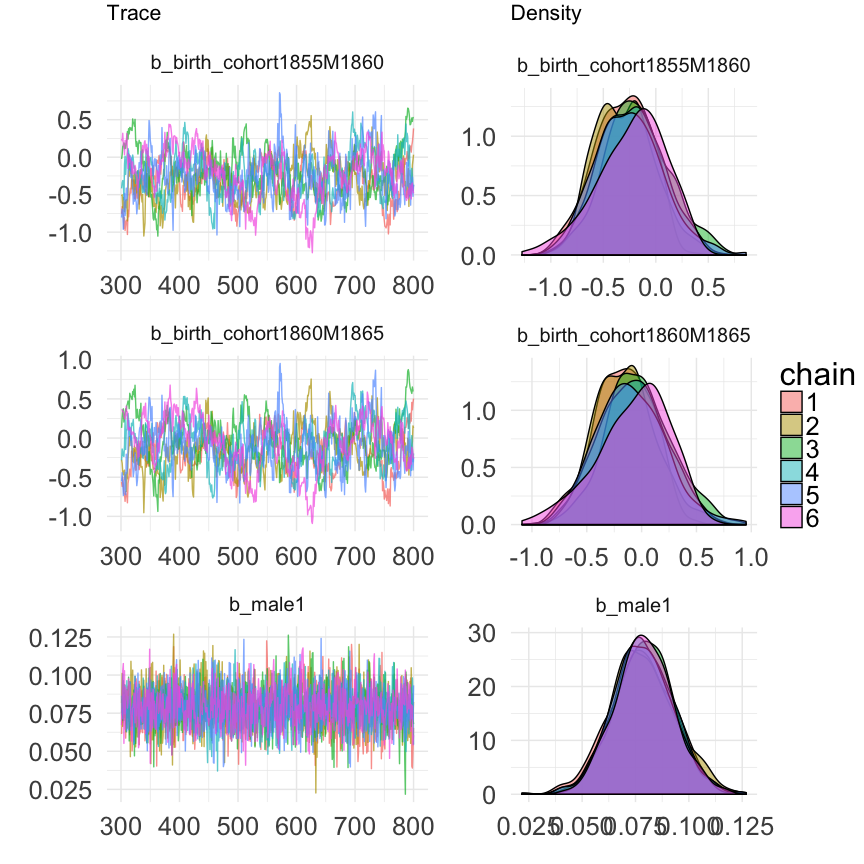 Trace
Density
b_birth_cohort1855M1860
b_birth_cohort1855M1860
0.5
0.0
-0.5
-1.0
300 400 500 600 700 800
1.0
0.5
0.0
-1.0 -0.5 0.0 0.5
b_birth_cohort1860M1865
b_birth_cohort1860M1865
1.0
0.5
0.0
-0.5
-1.0
300 400 500 600 700 800
1.0
0.5
0.0
-1.0 -0.5 0.0 0.5 1.0
chain
1
2
3
4
5
6
b_male1
b_male1
0.125
0.100
0.075
0.050
0.025
300 400 500 600 700 800
30
20
10
0
0.025 0.050 0.075 0.100 0.125